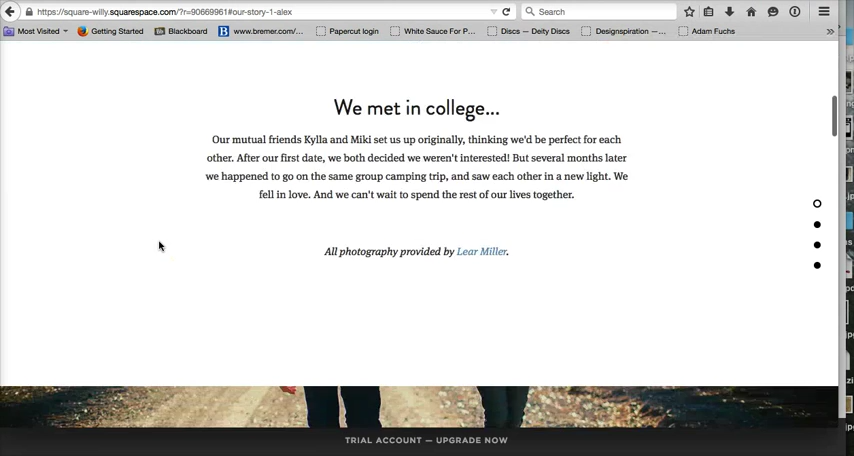 https://square-willy.squarespace.com/?r=90669961#our-story-1-alex
Search
Most Visited
Getting Started
Bb
Blackboard
B
www.bremer.com/...
Papercut login
White Sauce For P...
Discs — Deity Discs
Designspiration —...
Adam Fuchs
We met in college...
Our mutual friends Kylla and Miki set us up originally, thinking we'd be perfect for each
other. After our first date, we both decided we weren't interested! But several months later
we happened to go on the same group camping trip, and saw each other in a new light. We
fell in love. And we can't wait to spend the rest of our lives together.
All photography provided by Lear Miller.
TRIAL ACCOUNT — UPGRADE NOW